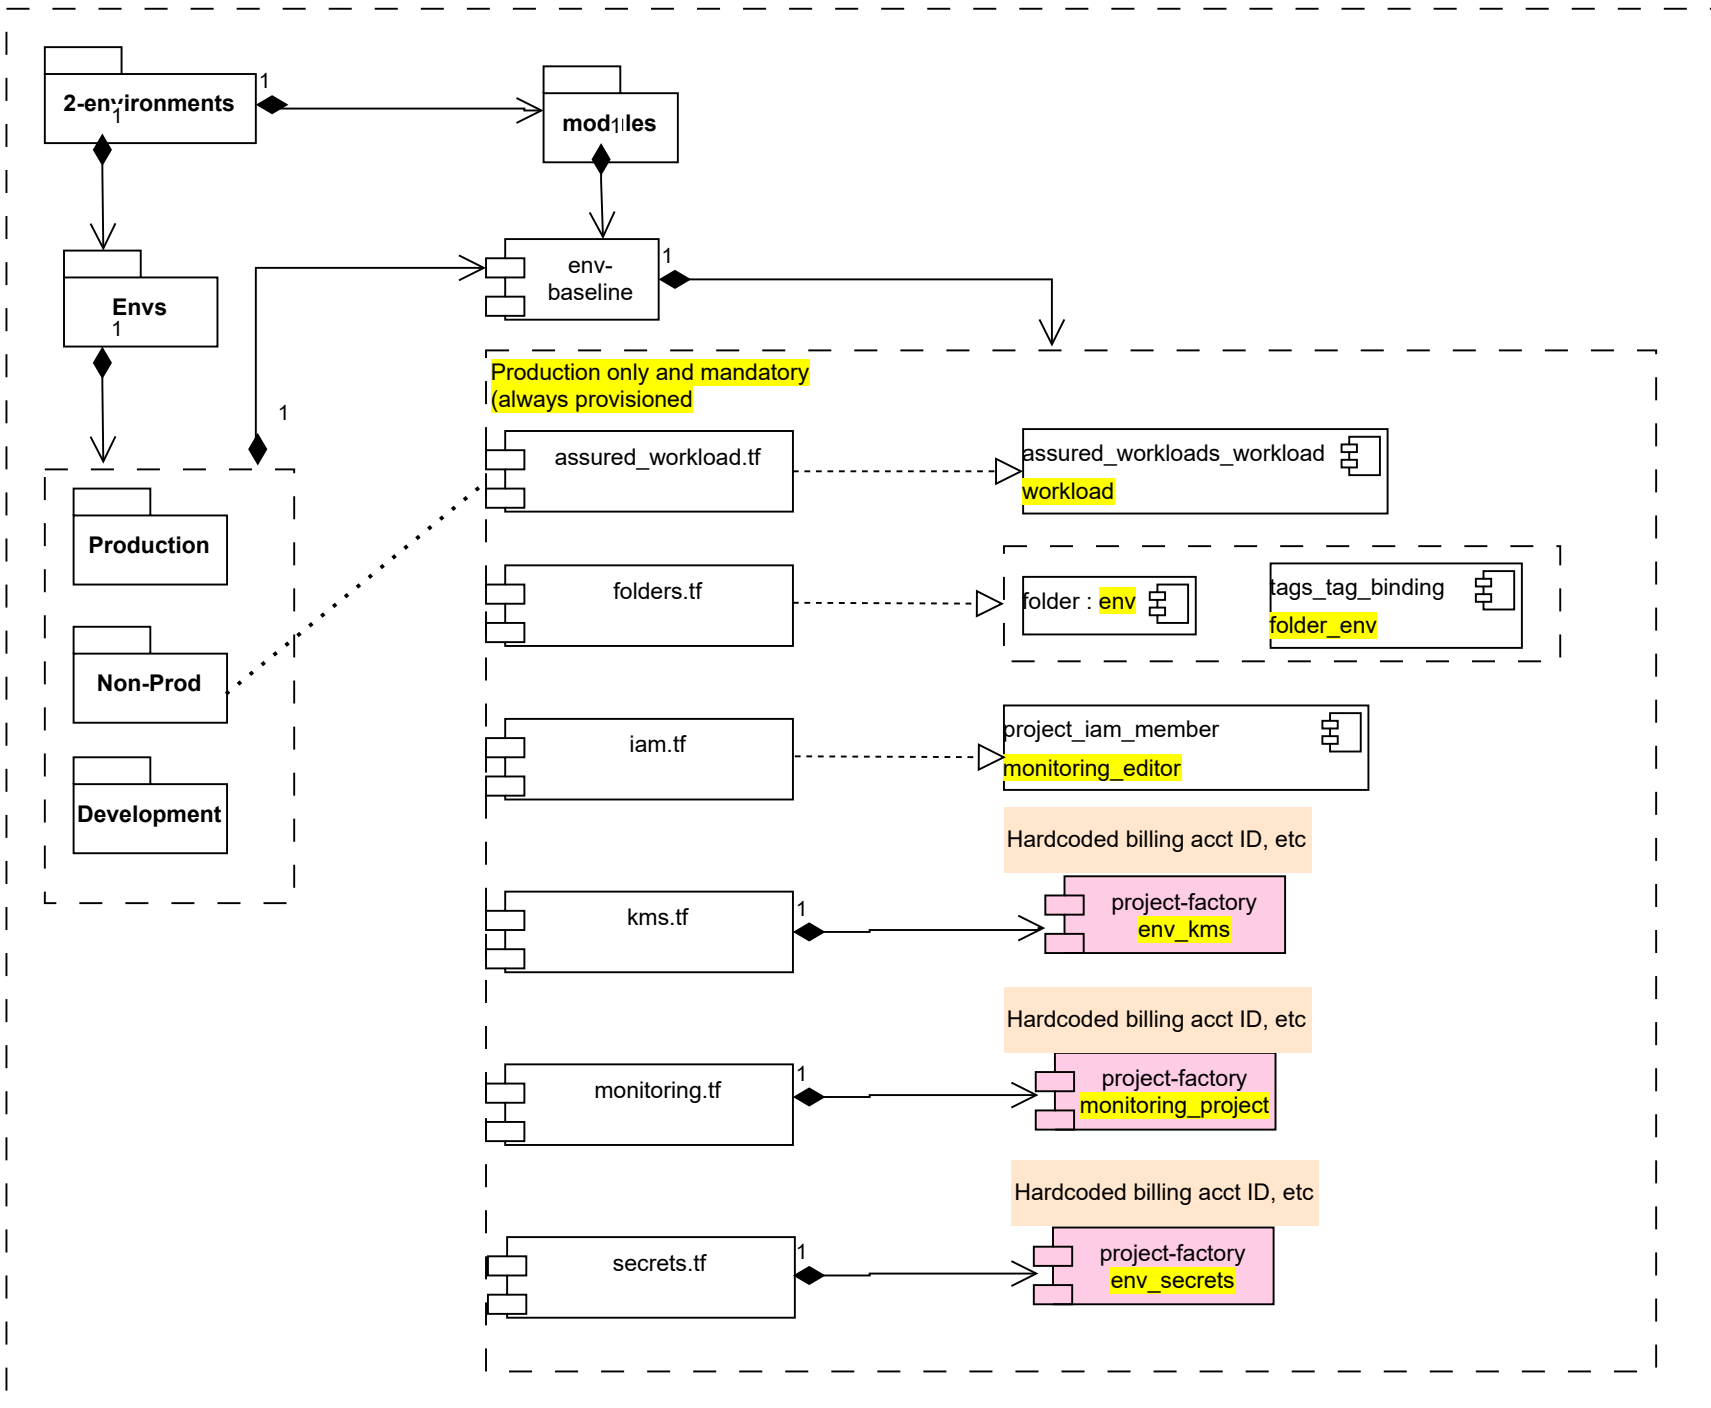 1
2-environments
1
modules
1
env-
baseline
1
Envs
1
Production only and mandatory
(always provisioned
1
assured_workload.tf
assured_workloads_workload
workload
Production
folders.tf
folder : env
tags_tag_binding
folder_env
Non-Prod
iam.tf
project_iam_member
monitoring_editor
Development
Hardcoded billing acct ID, etc
kms.tf
1
project-factory
env_kms
Hardcoded billing acct ID, etc
monitoring.tf
1
project-factory
monitoring_project
Hardcoded billing acct ID, etc
secrets.tf
1
project-factory
env_secrets